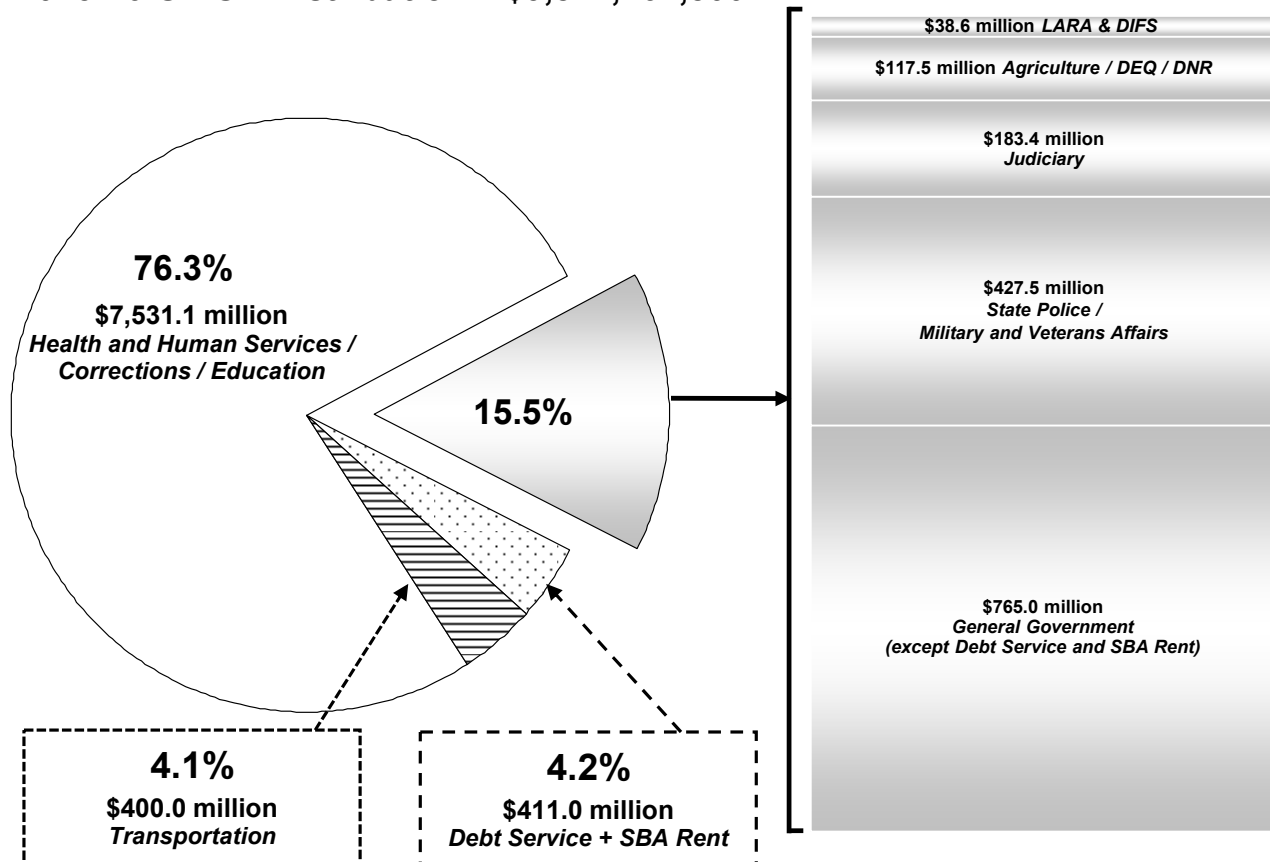 $38.6 million LARA & DIFS
$117.5 million Agriculture / DEQ / DNR
$183.4 million
Judiciary
$427.5 million
State Police /
Military and Veterans Affairs
$765.0 million
General Government
(except Debt Service and SBA Rent)
76.3%
$7,531.1 million
Health and Human Services /
Corrections / Education
15.5%
4.1%
$400.0 million
Transportation
4.2%
$411.0 million
Debt Service + SBA Rent